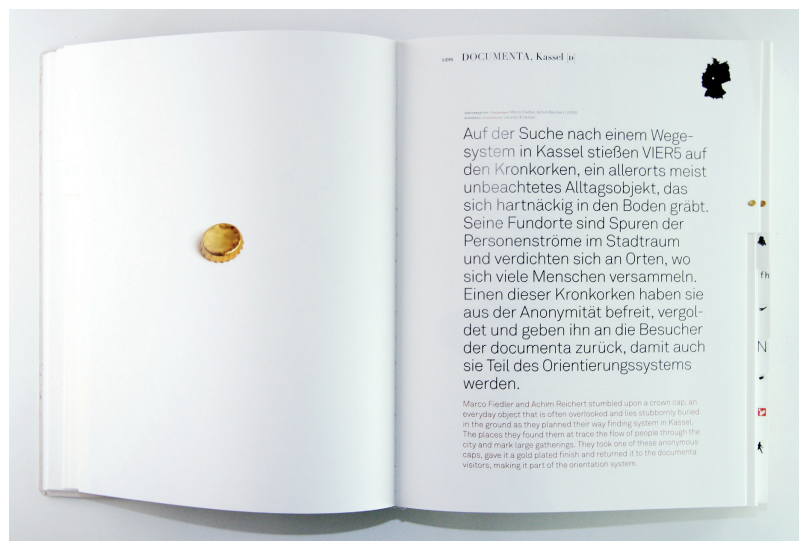 DOCUMENTA, Kassel |D|
Auf der Suche nach einem Wege-
system in Kassel stießen VIER5 auf
den Kronkorken, ein allerorts meist
unbeachtetes Alltagsobjekt, das
sich hartnäckig in den Boden gräbt.
Seine Fundorte sind Spuren der
Personenströme im Stadtraum
und verdichten sich an Orten, wo
sich viele Menschen versammeln.
Einen dieser Kronkorken haben sie
aus der Anonymität befreit, vergol-
det und geben ihn an die Besucher
der documenta zurück, damit auch
sie Teil des Orientierungssystems
werden.
Marco Fiedler and Achim Reichert stumbled upon a crown cap, an
everyday object that is often overlooked and lies stubbornly buried
in the ground as they planned their way finding system in Kassel.
The places they found them at trace the flow of people through the
city and mark large gatherings. They took one of these anonymous
caps, gave it a gold plated finish and returned it to the documenta
visitors, making it part of the orientation system.
fh
N